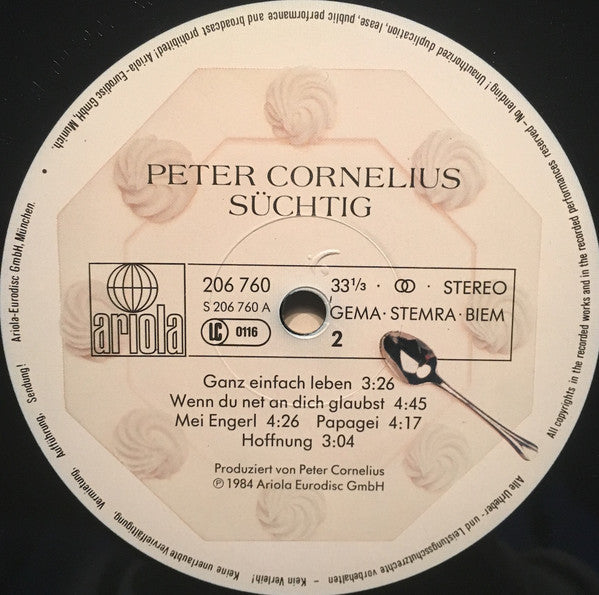 PETER CORNELIUS
SÜCHTIG
ariola
206 760
S 206 760 A
LC 0116
33⅓ · · STEREO
GEMA · STEMRA · BIEM
2
Ganz einfach leben 3:26
Wenn du net an dich glaubst 4:45
Mei Engerl 4:26 Papagei 4:17
Hoffnung 3:04
Produziert von Peter Cornelius
℗ 1984 Ariola Eurodisc GmbH
Alle Urheber- und Leistungsschutzrechte vorbehalten – Kein Verleih! Keine unerlaubte Vervielfältigung, Vermietung, Aufführung, Sendung! Ariola-Eurodisc GmbH, München.
All copyrights in the recorded works and in the recorded performances reserved – No lending! Unauthorized duplication, lease, public performance and broadcast prohibited! Ariola-Eurodisc GmbH, Munich.